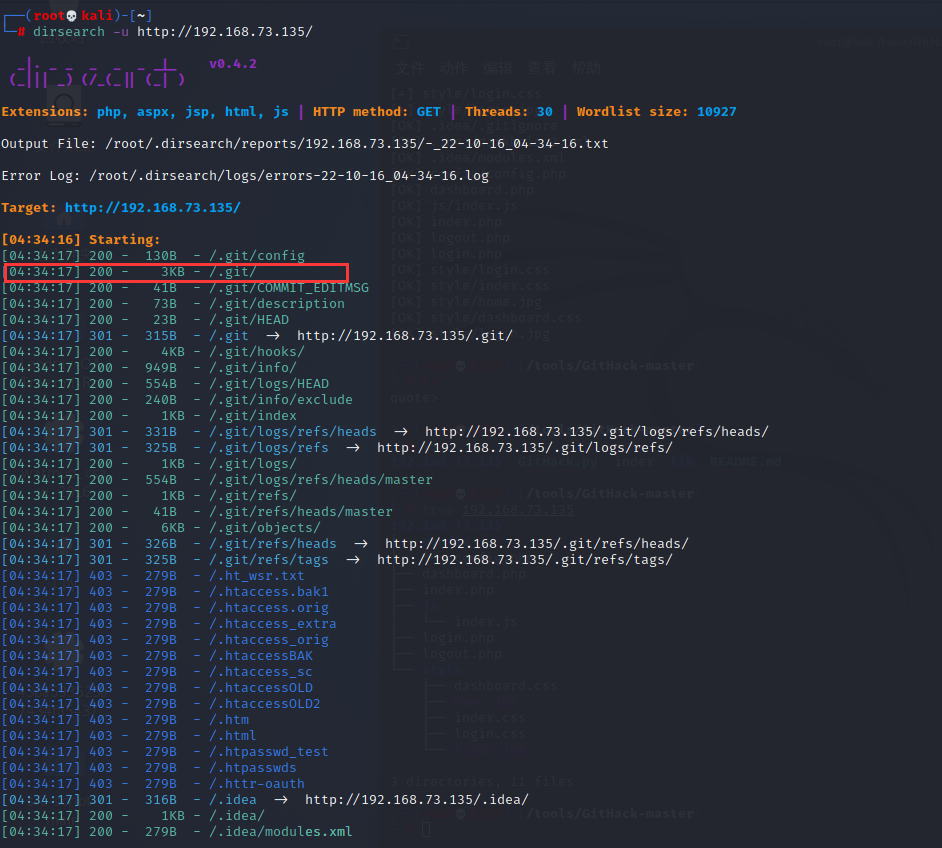 (root💀kali)-[~]
# dirsearch -u http://192.168.73.135/
v0.4.2
Extensions: php, aspx, jsp, html, js | HTTP method: GET | Threads: 30 | Wordlist size: 10927
Output File: /root/.dirsearch/reports/192.168.73.135/-_22-10-16_04-34-16.txt
Error Log: /root/.dirsearch/logs/errors-22-10-16_04-34-16.log
Target: http://192.168.73.135/
[04:34:16] Starting:
[04:34:17] 200 - 130B - /.git/config
[04:34:17] 200 - 3KB - /.git/
[04:34:17] 200 - 41B - /.git/COMMIT_EDITMSG
[04:34:17] 200 - 73B - /.git/description
[04:34:17] 200 - 23B - /.git/HEAD
[04:34:17] 301 - 315B - /.git → http://192.168.73.135/.git/
[04:34:17] 200 - 4KB - /.git/hooks/
[04:34:17] 200 - 949B - /.git/info/
[04:34:17] 200 - 554B - /.git/logs/HEAD
[04:34:17] 200 - 240B - /.git/info/exclude
[04:34:17] 200 - 1KB - /.git/index
[04:34:17] 301 - 331B - /.git/logs/refs/heads → http://192.168.73.135/.git/logs/refs/heads/
[04:34:17] 301 - 325B - /.git/logs/refs → http://192.168.73.135/.git/logs/refs/
[04:34:17] 200 - 1KB - /.git/logs/
[04:34:17] 200 - 554B - /.git/logs/refs/heads/master
[04:34:17] 200 - 1KB - /.git/refs/
[04:34:17] 200 - 41B - /.git/refs/heads/master
[04:34:17] 200 - 6KB - /.git/objects/
[04:34:17] 301 - 326B - /.git/refs/heads → http://192.168.73.135/.git/refs/heads/
[04:34:17] 301 - 325B - /.git/refs/tags → http://192.168.73.135/.git/refs/tags/
[04:34:17] 403 - 279B - /.ht_wsr.txt
[04:34:17] 403 - 279B - /.htaccess.bak1
[04:34:17] 403 - 279B - /.htaccess.orig
[04:34:17] 403 - 279B - /.htaccess_extra
[04:34:17] 403 - 279B - /.htaccess_orig
[04:34:17] 403 - 279B - /.htaccessBAK
[04:34:17] 403 - 279B - /.htaccess_sc
[04:34:17] 403 - 279B - /.htaccessOLD
[04:34:17] 403 - 279B - /.htaccessOLD2
[04:34:17] 403 - 279B - /.htm
[04:34:17] 403 - 279B - /.html
[04:34:17] 403 - 279B - /.htpasswd_test
[04:34:17] 403 - 279B - /.htpasswds
[04:34:17] 403 - 279B - /.httr-oauth
[04:34:17] 301 - 316B - /.idea → http://192.168.73.135/.idea/
[04:34:17] 200 - 1KB - /.idea/
[04:34:17] 200 - 279B - /.idea/modules.xml